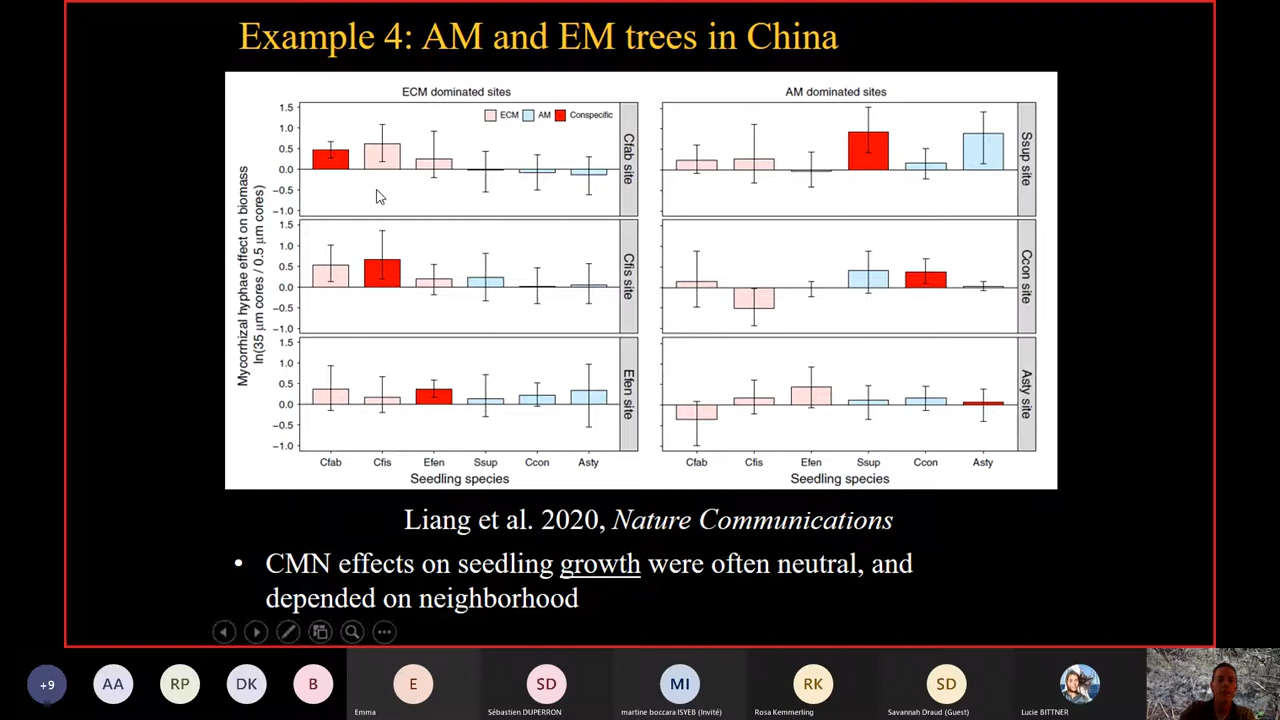 Example 4: AM and EM trees in China
ECM dominated sites
AM dominated sites
Mycorrhizal hyphae effect on biomass
ln(35 μm cores / 0.5 μm cores)
1.5
1.0
0.5
0.0
−0.5
−1.0
ECM AM Conspecific
Cfab site
Ssup site
1.5
1.0
0.5
0.0
−0.5
−1.0
Cfis site
Ccon site
1.5
1.0
0.5
0.0
−0.5
−1.0
Efen site
Asty site
Cfab Cfis Efen Ssup Ccon Asty
Cfab Cfis Efen Ssup Ccon Asty
Seedling species
Seedling species
Liang et al. 2020, Nature Communications
• CMN effects on seedling growth were often neutral, and
depended on neighborhood
+9 AA RP DK B E SD MI RK SD
Emma
Sébastien DUPERRON
martine boccara ISYEB (Invité)
Rosa Kemmerling
Savannah Draud (Guest)
Lucie BITTNER